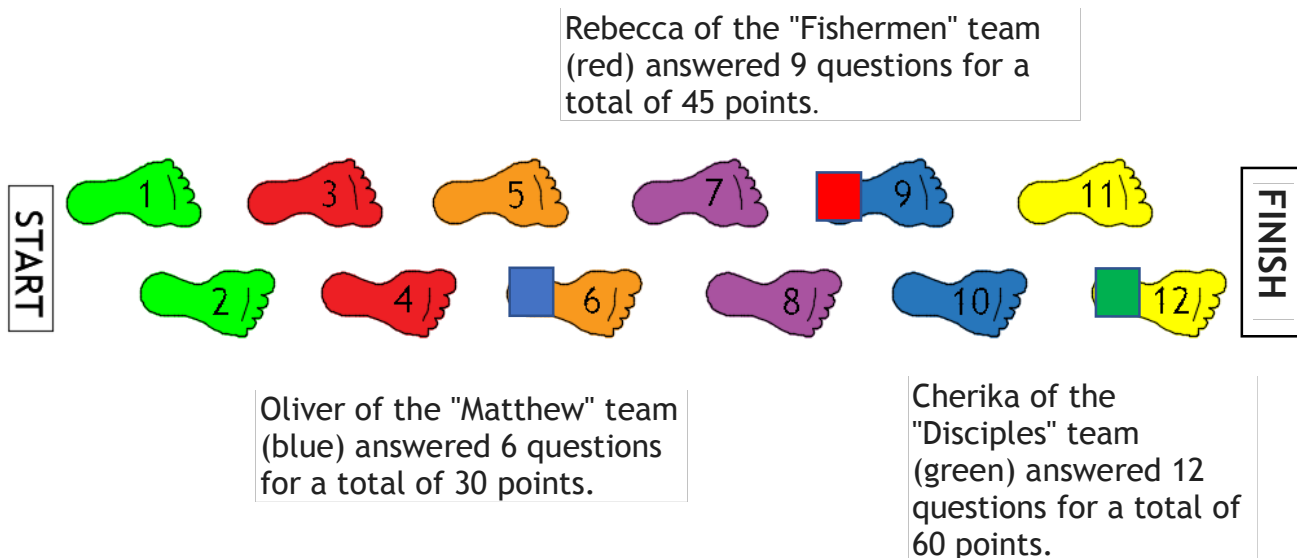 Rebecca of the "Fishermen" team
(red) answered 9 questions for a
total of 45 points.
START
1
3
5
7
9
11
2
4
6
8
10
12
FINISH
Oliver of the "Matthew" team
(blue) answered 6 questions
for a total of 30 points.
Cherika of the
"Disciples" team
(green) answered 12
questions for a total of
60 points.